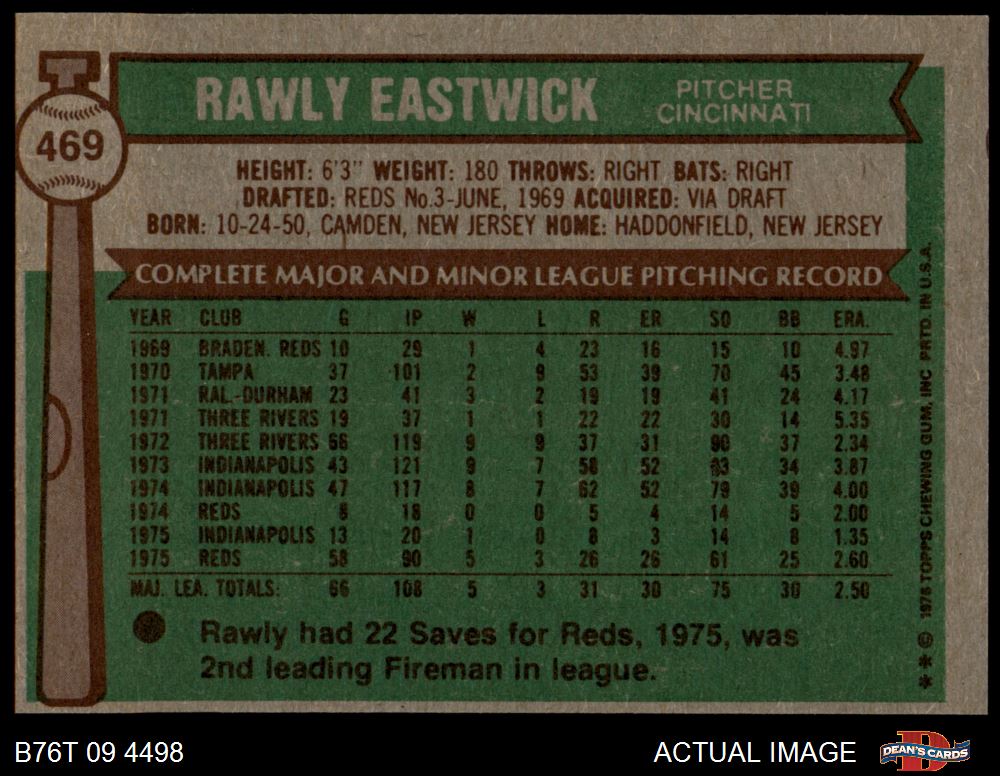 T
469
RAWLY EASTWICK
PITCHER
CINCINNATI
HEIGHT: 6'3" WEIGHT: 180 THROWS: RIGHT BATS: RIGHT
DRAFTED: REDS No.3-JUNE, 1969 ACQUIRED: VIA DRAFT
BORN: 10-24-50, CAMDEN, NEW JERSEY HOME: HADDONFIELD, NEW JERSEY
COMPLETE MAJOR AND MINOR LEAGUE PITCHING RECORD
YEAR CLUB G IP W L R ER SO BB ERA.
1969 BRADEN. REDS 10 29 1 4 23 16 15 10 4.97
1970 TAMPA 37 101 2 9 53 39 70 45 3.48
1971 RAL.-DURHAM 23 41 3 2 19 19 41 24 4.17
1971 THREE RIVERS 19 37 1 1 22 22 30 14 5.35
1972 THREE RIVERS 66 119 9 9 37 31 90 37 2.34
1973 INDIANAPOLIS 43 121 9 7 58 52 83 34 3.87
1974 INDIANAPOLIS 47 117 8 7 62 52 79 39 4.00
1974 REDS 8 18 0 0 5 4 14 5 2.00
1975 INDIANAPOLIS 13 20 1 0 8 3 14 8 1.35
1975 REDS 58 90 5 3 26 26 61 25 2.60
MAJ. LEA. TOTALS: 66 108 5 3 31 30 75 30 2.50
Rawly had 22 Saves for Reds, 1975, was
2nd leading Fireman in league.
** © 1976 TOPPS CHEWING GUM, INC PRTD. IN U.S.A.
B76T 09 4498
ACTUAL IMAGE
D
DEAN'S CARDS